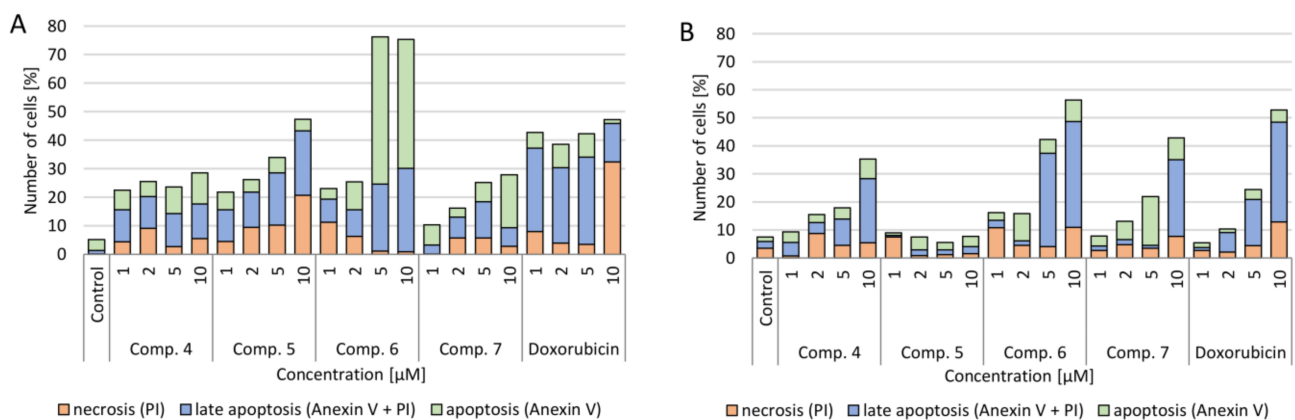 A
Number of cells [%]
80
70
60
50
40
30
20
10
0
Control
1
2
5
10
1
2
5
10
1
2
5
10
1
2
5
10
1
2
5
10
Comp. 4
Comp. 5
Comp. 6
Comp. 7
Doxorubicin
Concentration [µM]
necrosis (PI)
late apoptosis (Anexin V + PI)
apoptosis (Anexin V)
B
Number of cells [%]
80
70
60
50
40
30
20
10
0
Control
1
2
5
10
1
2
5
10
1
2
5
10
1
2
5
10
1
2
5
10
Comp. 4
Comp. 5
Comp. 6
Comp. 7
Doxorubicin
Concentration [µM]
necrosis (PI)
late apoptosis (Anexin V + PI)
apoptosis (Anexin V)